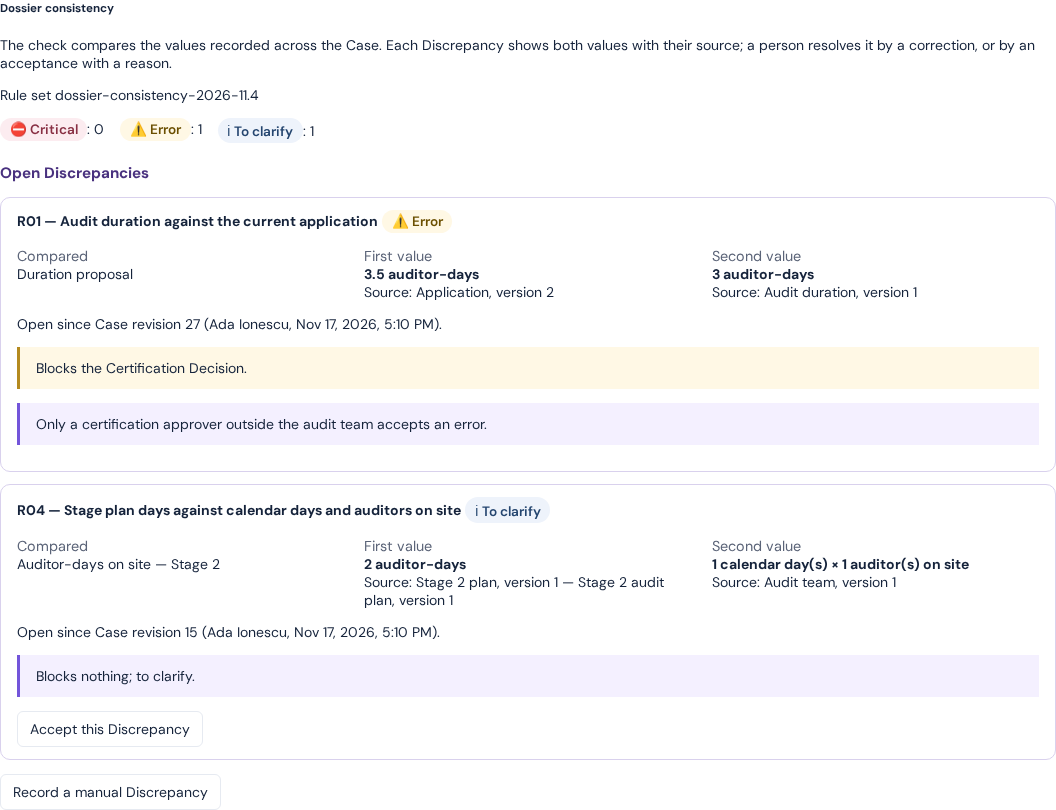 Dossier consistency
The check compares the values recorded across the Case. Each Discrepancy shows both values with their source; a person resolves it by a correction, or by an
acceptance with a reason.
Rule set dossier-consistency-2026-11.4
⛔ Critical : 0 ⚠️ Error : 1 ℹ To clarify : 1
Open Discrepancies
R01 — Audit duration against the current application ⚠️ Error
Compared First value Second value
Duration proposal 3.5 auditor-days 3 auditor-days
Source: Application, version 2 Source: Audit duration, version 1
Open since Case revision 27 (Ada Ionescu, Nov 17, 2026, 5:10 PM).
Blocks the Certification Decision.
Only a certification approver outside the audit team accepts an error.
R04 — Stage plan days against calendar days and auditors on site ℹ To clarify
Compared First value Second value
Auditor-days on site — Stage 2 2 auditor-days 1 calendar day(s) × 1 auditor(s) on site
Source: Stage 2 plan, version 1 — Stage 2 audit Source: Audit team, version 1
plan, version 1
Open since Case revision 15 (Ada Ionescu, Nov 17, 2026, 5:10 PM).
Blocks nothing; to clarify.
Accept this Discrepancy
Record a manual Discrepancy